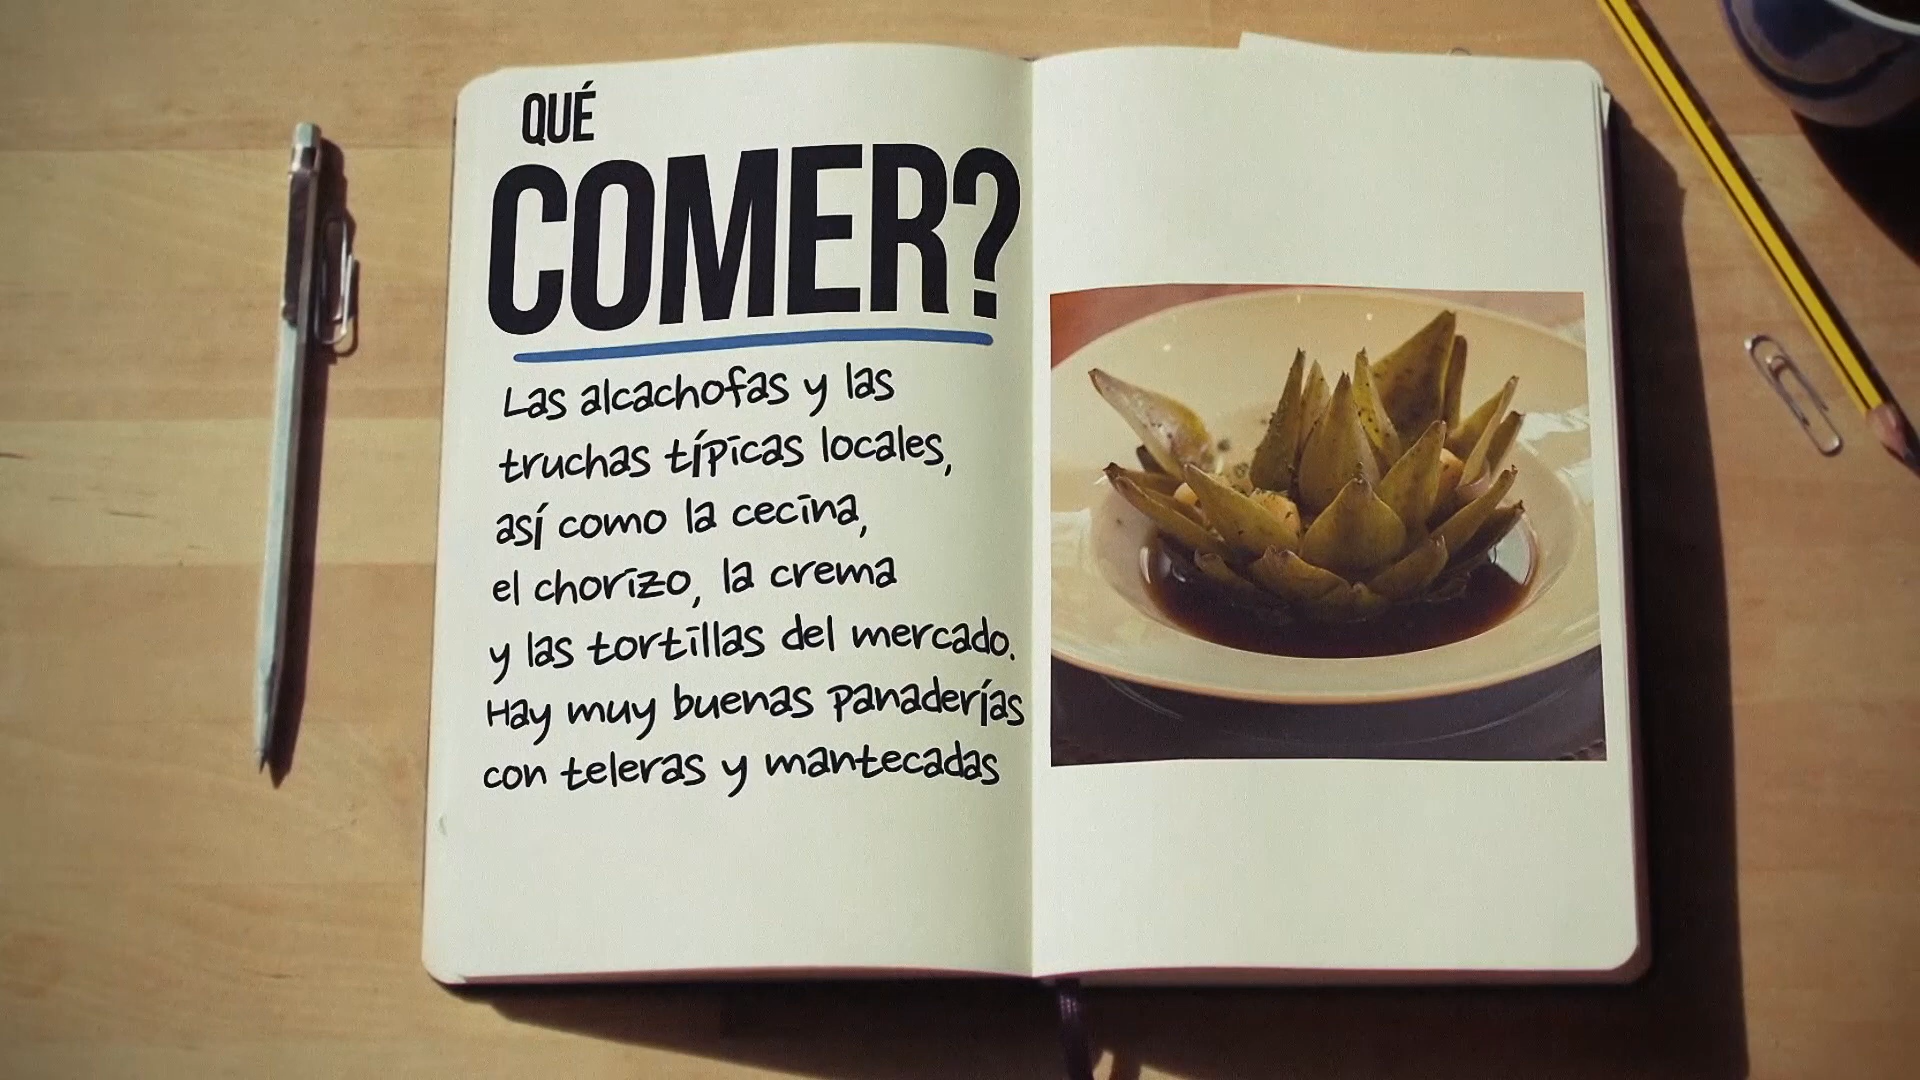 QUÉ
COMER?
Las alcachofas y las
truchas típicas locales,
así como la cecina,
el chorizo, la crema
y las tortillas del mercado.
Hay muy buenas panaderías
con teleras y mantecadas